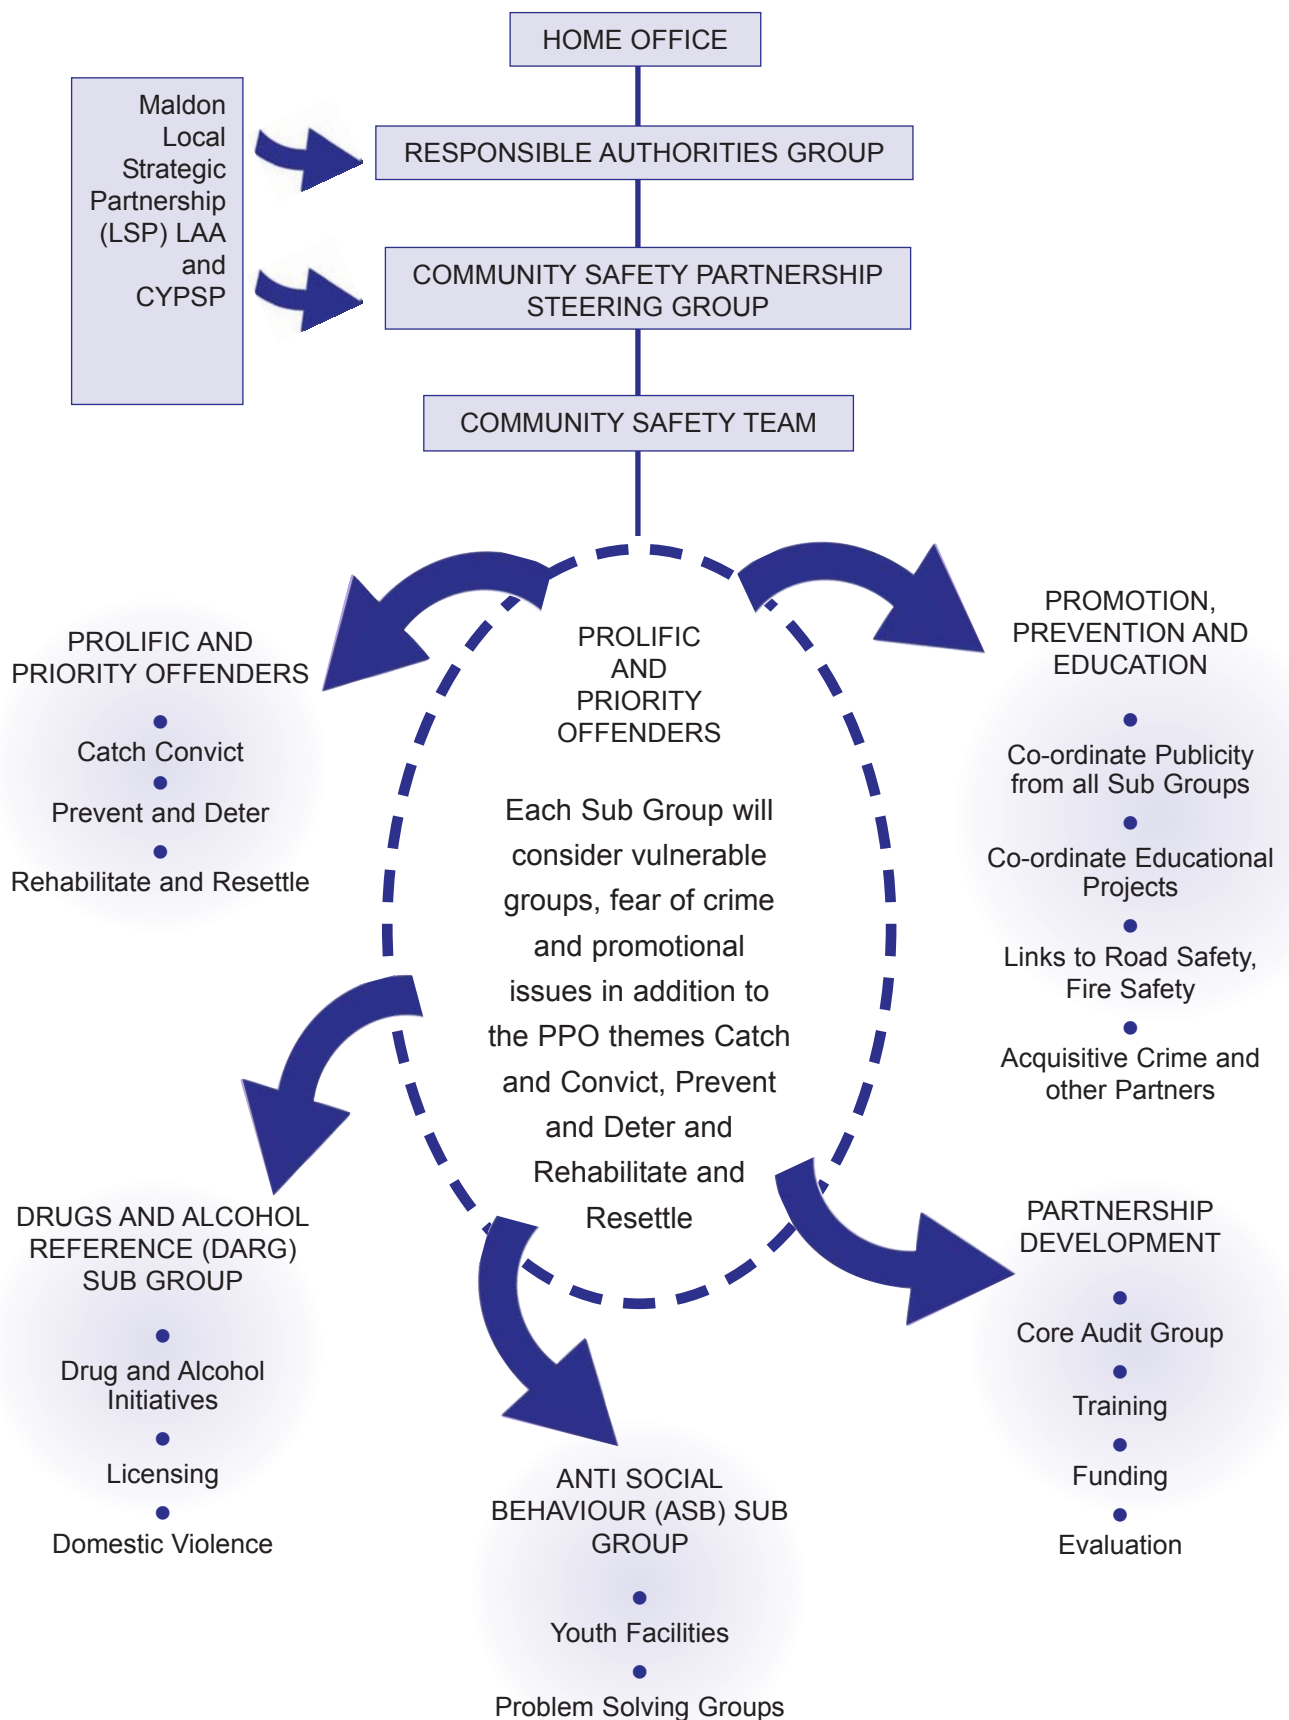 HOME OFFICE
Maldon
Local
Strategic
Partnership
(LSP) LAA
and
CYPSP
RESPONSIBLE AUTHORITIES GROUP
COMMUNITY SAFETY PARTNERSHIP
STEERING GROUP
COMMUNITY SAFETY TEAM
PROLIFIC AND
PRIORITY OFFENDERS
Catch Convict
Prevent and Deter
Rehabilitate and Resettle
PROLIFIC
AND
PRIORITY
OFFENDERS
Each Sub Group will
consider vulnerable
groups, fear of crime
and promotional
issues in addition to
the PPO themes Catch
and Convict, Prevent
and Deter and
Rehabilitate and
Resettle
PROMOTION,
PREVENTION AND
EDUCATION
Co-ordinate Publicity
from all Sub Groups
Co-ordinate Educational
Projects
Links to Road Safety,
Fire Safety
Acquisitive Crime and
other Partners
DRUGS AND ALCOHOL
REFERENCE (DARG)
SUB GROUP
Drug and Alcohol
Initiatives
Licensing
Domestic Violence
ANTI SOCIAL
BEHAVIOUR (ASB) SUB
GROUP
Youth Facilities
Problem Solving Groups
PARTNERSHIP
DEVELOPMENT
Core Audit Group
Training
Funding
Evaluation